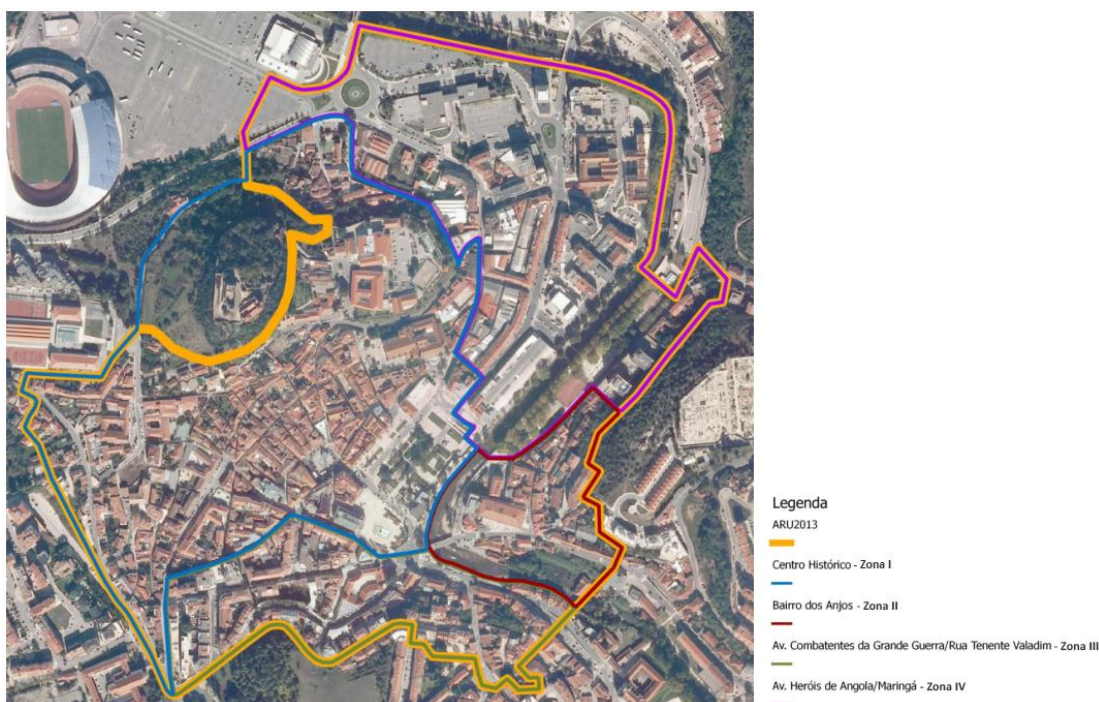 Legenda
ARU2013
Centro Histórico - Zona I
Bairro dos Anjos - Zona II
Av. Combatentes da Grande Guerra/Rua Tenente Valadim - Zona III
Av. Heróis de Angola/Maringá - Zona IV